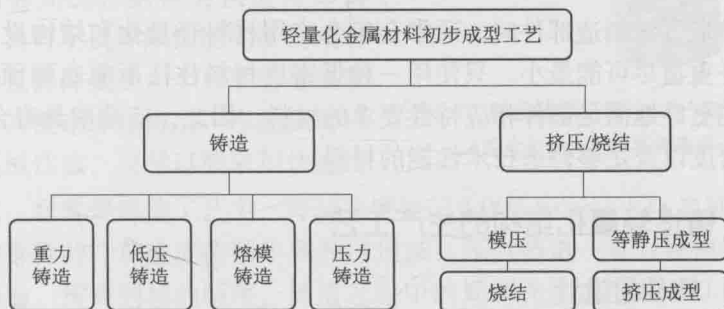 轻量化金属材料初步成型工艺
铸造
挤压/烧结
重力
铸造
低压
铸造
熔模
铸造
压力
铸造
模压
等静压成型
烧结
挤压成型